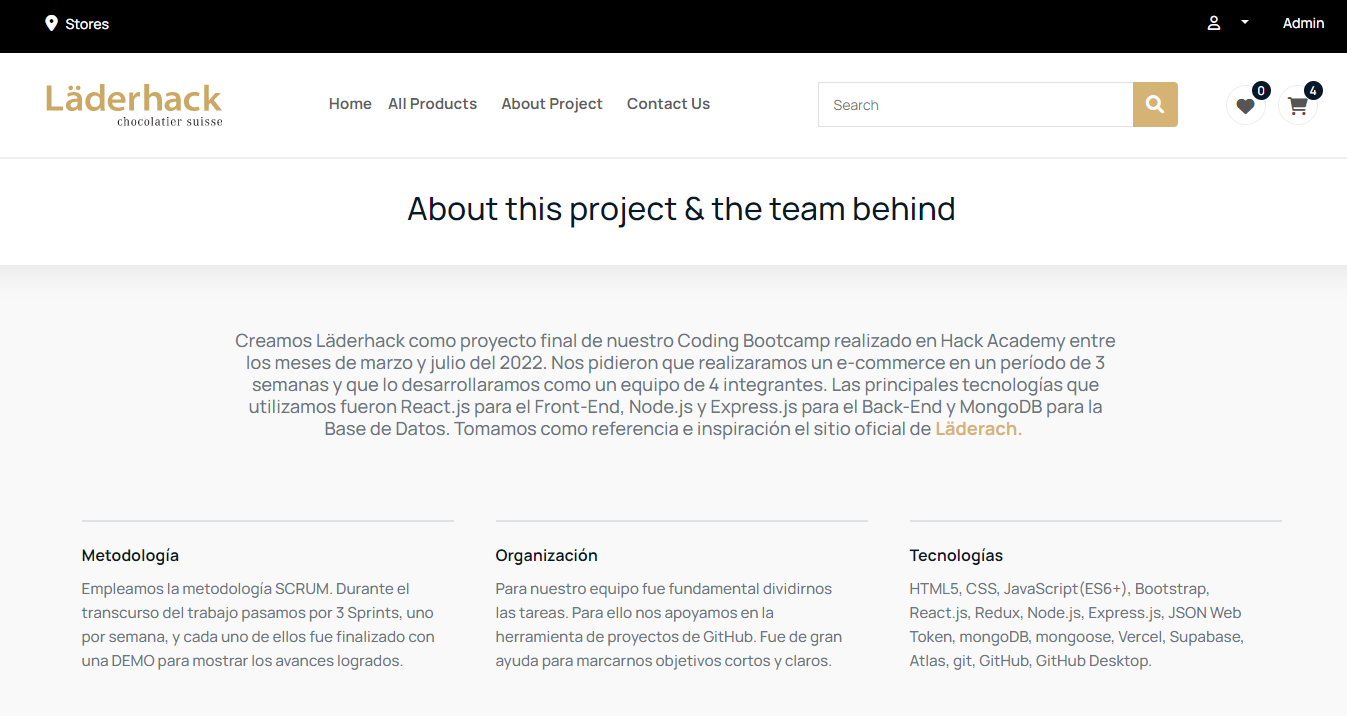 Stores
Admin
Läderhack
chocolatier suisse
Home All Products About Project Contact Us
Search
0
4
About this project & the team behind
Creamos Läderhack como proyecto final de nuestro Coding Bootcamp realizado en Hack Academy entre
los meses de marzo y julio del 2022. Nos pidieron que realizaramos un e-commerce en un período de 3
semanas y que lo desarrollaramos como un equipo de 4 integrantes. Las principales tecnologías que
utilizamos fueron React.js para el Front-End, Node.js y Express.js para el Back-End y MongoDB para la
Base de Datos. Tomamos como referencia e inspiración el sitio oficial de Läderach.
Metodología
Empleamos la metodología SCRUM. Durante el
transcurso del trabajo pasamos por 3 Sprints, uno
por semana, y cada uno de ellos fue finalizado con
una DEMO para mostrar los avances logrados.
Organización
Para nuestro equipo fue fundamental dividirnos
las tareas. Para ello nos apoyamos en la
herramienta de proyectos de GitHub. Fue de gran
ayuda para marcarnos objetivos cortos y claros.
Tecnologías
HTML5, CSS, JavaScript(ES6+), Bootstrap,
React.js, Redux, Node.js, Express.js, JSON Web
Token, mongoDB, mongoose, Vercel, Supabase,
Atlas, git, GitHub, GitHub Desktop.